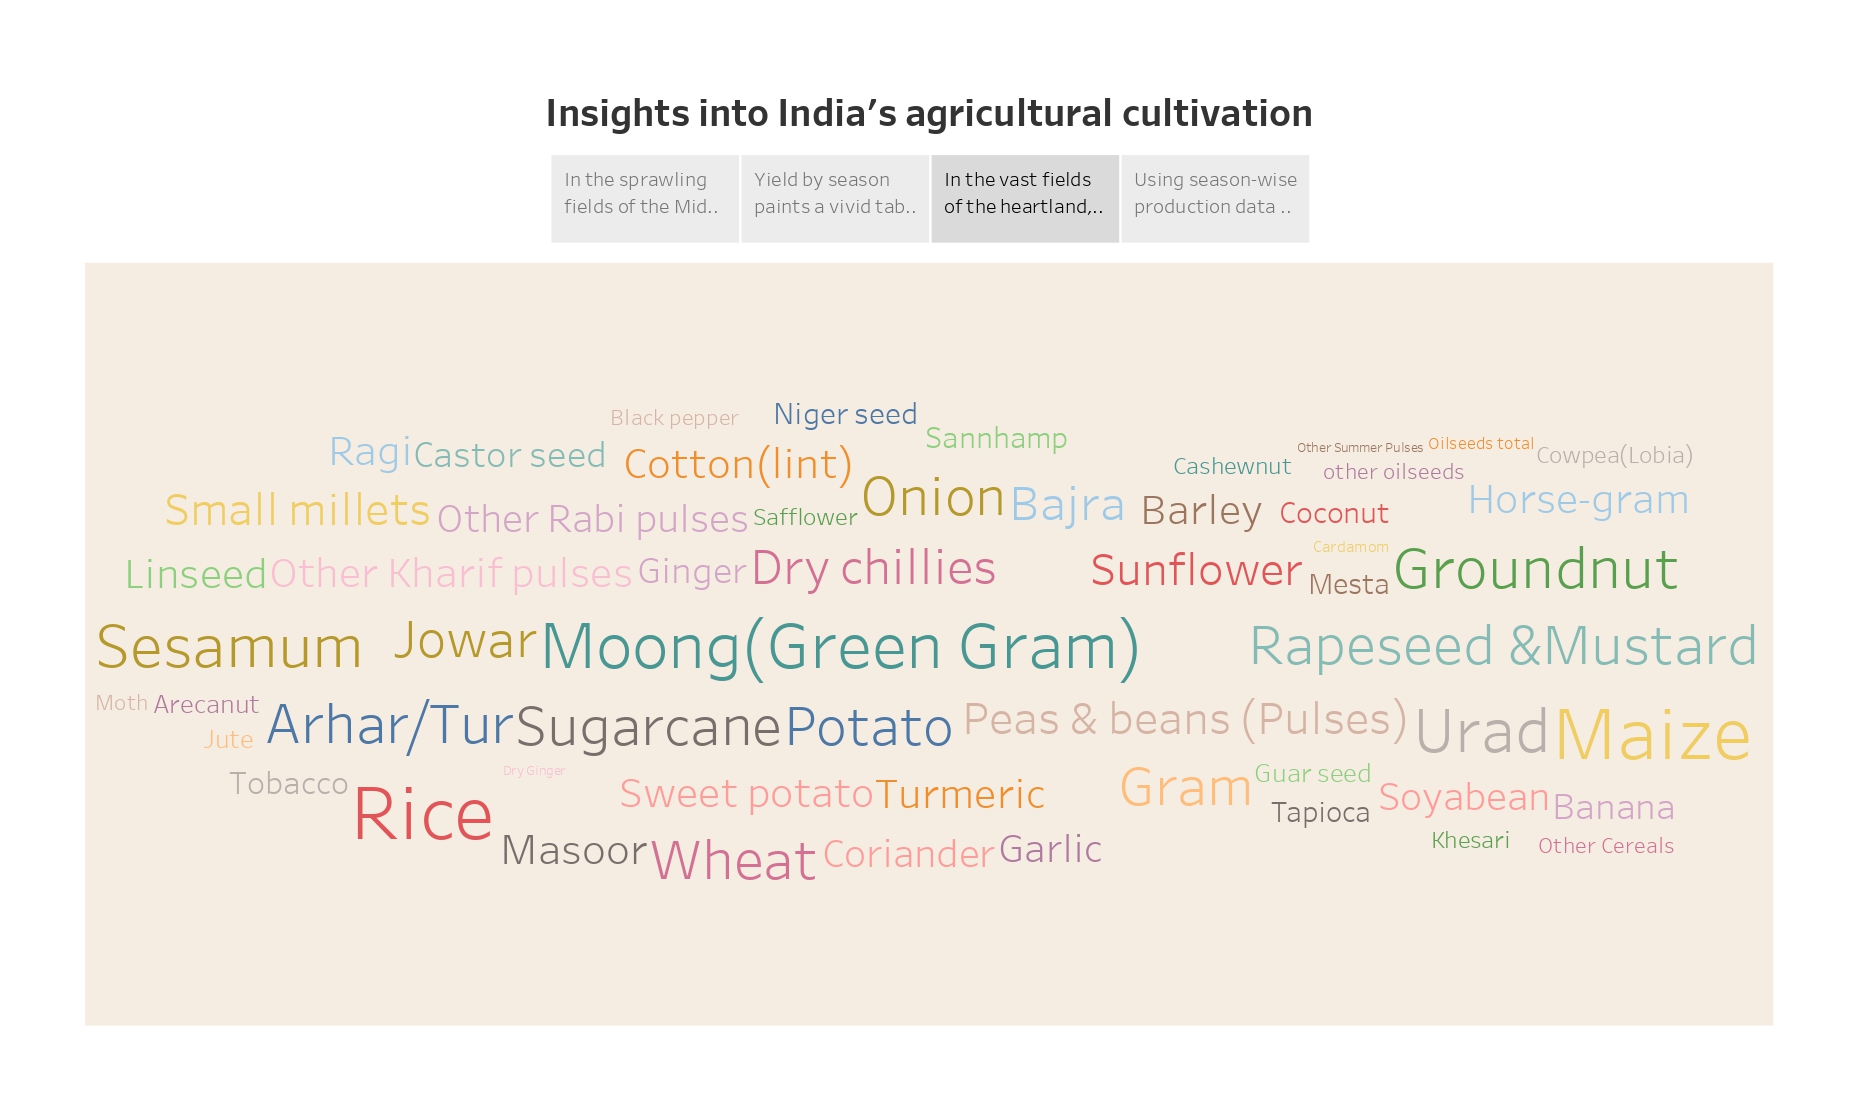 Insights into India’s agricultural cultivation
In the sprawling
fields of the Mid..
Yield by season
paints a vivid tab..
In the vast fields
of the heartland,..
Using season-wise
production data ..
Black pepper
Niger seed
Sannhamp
Ragi
Castor seed
Cotton(lint)
Cashewnut
Other Summer Pulses
Oilseeds total
other oilseeds
Cowpea(Lobia)
Small millets
Other Rabi pulses
Safflower
Onion
Bajra
Barley
Coconut
Horse-gram
Linseed
Other Kharif pulses
Ginger
Dry chillies
Sunflower
Cardamom
Mesta
Groundnut
Sesamum
Jowar
Moong(Green Gram)
Rapeseed &Mustard
Moth
Arecanut
Jute
Arhar/Tur
Sugarcane
Potato
Peas & beans (Pulses)
Urad
Maize
Tobacco
Rice
Dry Ginger
Sweet potato
Turmeric
Gram
Guar seed
Tapioca
Soyabean
Banana
Masoor
Wheat
Coriander
Garlic
Khesari
Other Cereals